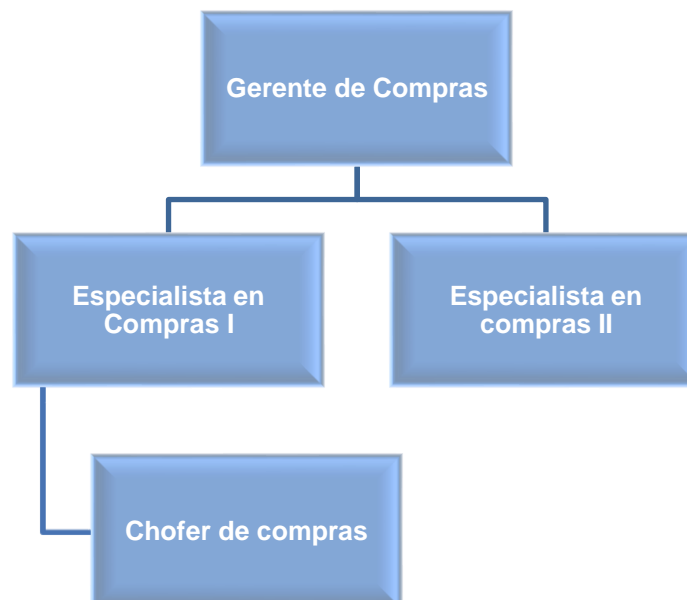 Gerente de Compras
Especialista en
Compras I
Especialista en
compras II
Chofer de compras